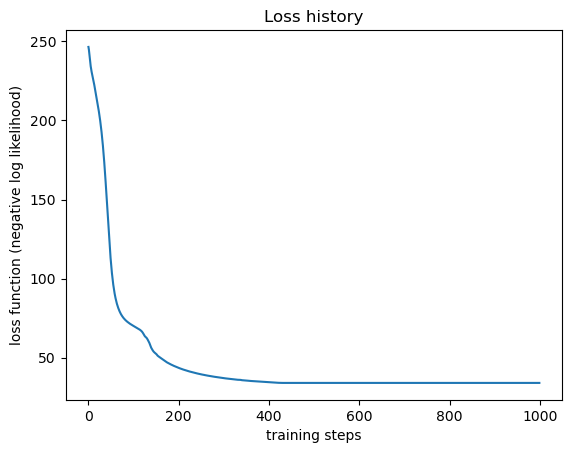 Loss history
loss function (negative log likelihood)
250
200
150
100
50
0 200 400 600 800 1000
training steps